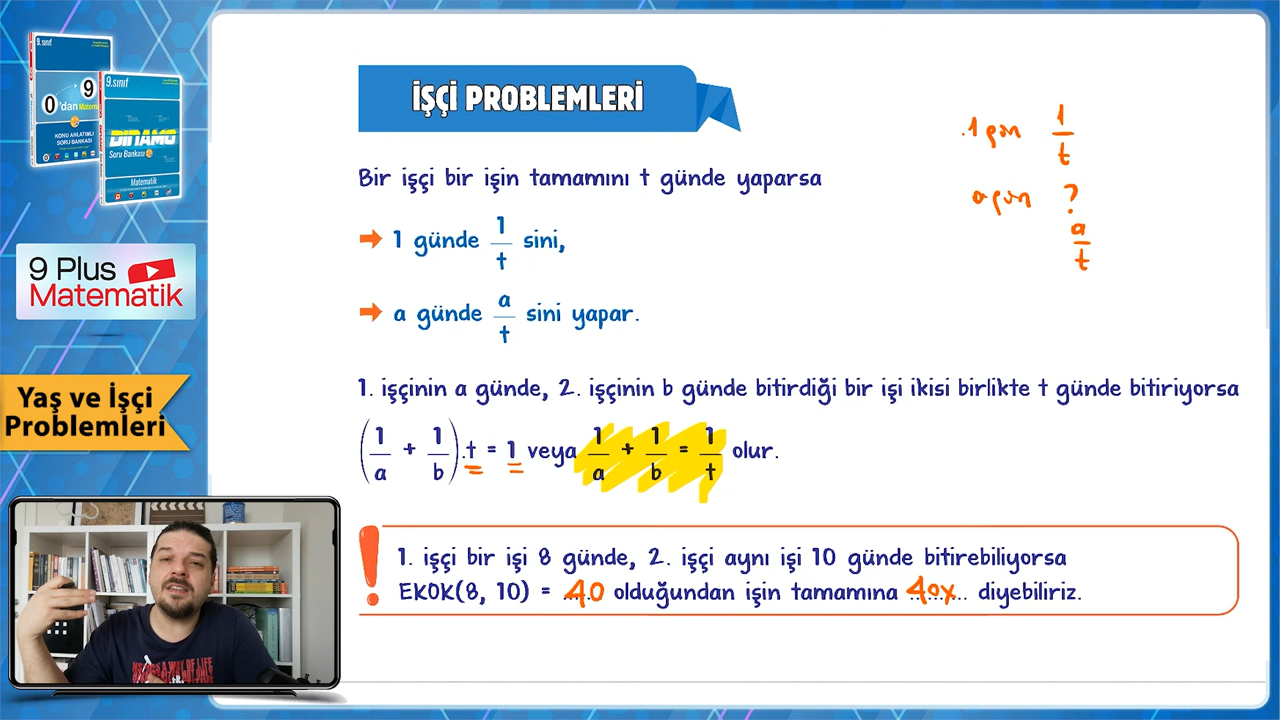 9.sınıf
0'dan 9 Matematik
KONU ANLATIMLI
SORU BANKASI
9.sınıf
DİNAMO
Soru Bankası
Matematik
9 Plus
Matematik
Yaş ve İşçi
Problemleri
İŞÇİ PROBLEMLERİ
Bir işçi bir işin tamamını t günde yaparsa
➡ 1 günde 1/t sini,
➡ a günde a/t sini yapar.
1 gün 1/t
a gün ?
a/t
1. işçinin a günde, 2. işçinin b günde bitirdiği bir işi ikisi birlikte t günde bitiriyorsa
(1/a + 1/b).t = 1 veya 1/a + 1/b = 1/t olur.
1. işçi bir işi 8 günde, 2. işçi aynı işi 10 günde bitirebiliyorsa
EKOK(8, 10) = 40 olduğundan işin tamamına 40x diyebiliriz.